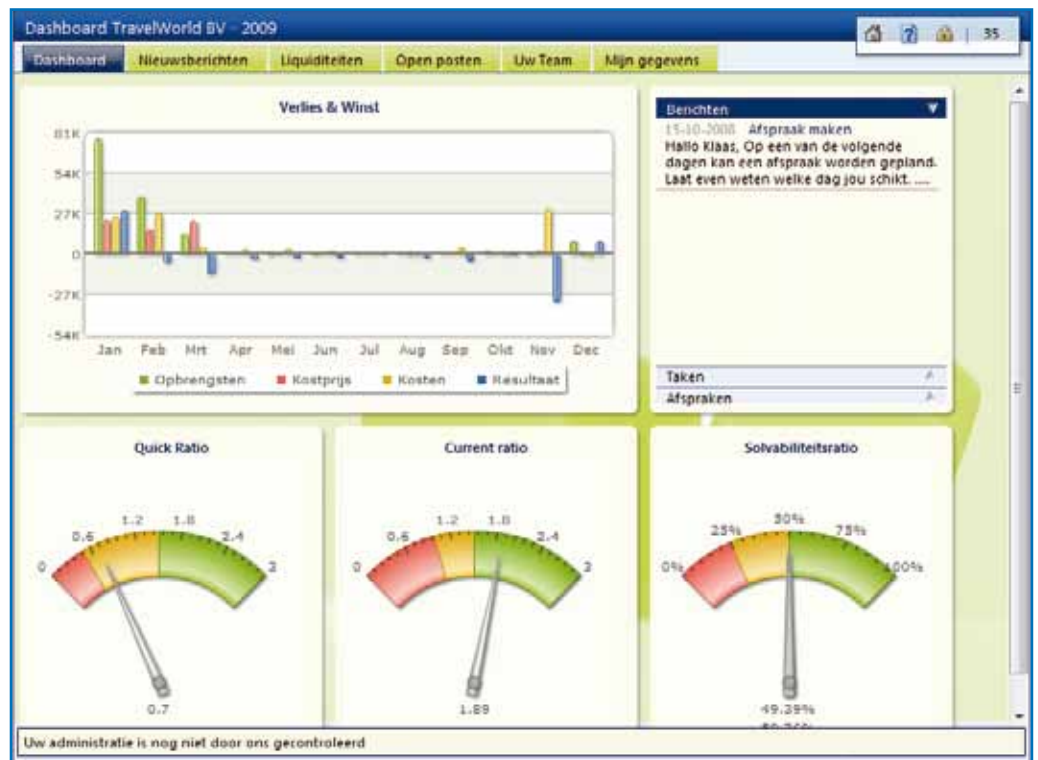 Dashboard TravelWorld BV - 2009
35
Dashboard Nieuwsberichten Liquiditeiten Open posten Uw Team Mijn gegevens
Verlies & Winst
81K
54K
27K
0
-27K
-54K
Jan Feb Mrt Apr Mei Jun Jul Aug Sep Okt Nov Dec
Opbrengsten Kostprijs Kosten Resultaat
Berichten
15-10-2008 Afspraak maken
Hallo Klaas, Op een van de volgende
dagen kan een afspraak worden gepland.
Laat even weten welke dag jou schikt. ....
Taken
Afspraken
Quick Ratio
0 0.6 1.2 1.8 2.4 3
0.7
Current ratio
0 0.6 1.2 1.8 2.4 3
1.89
Solvabiliteitsratio
0% 25% 50% 75% 100%
49.29%
Uw administratie is nog niet door ons gecontroleerd